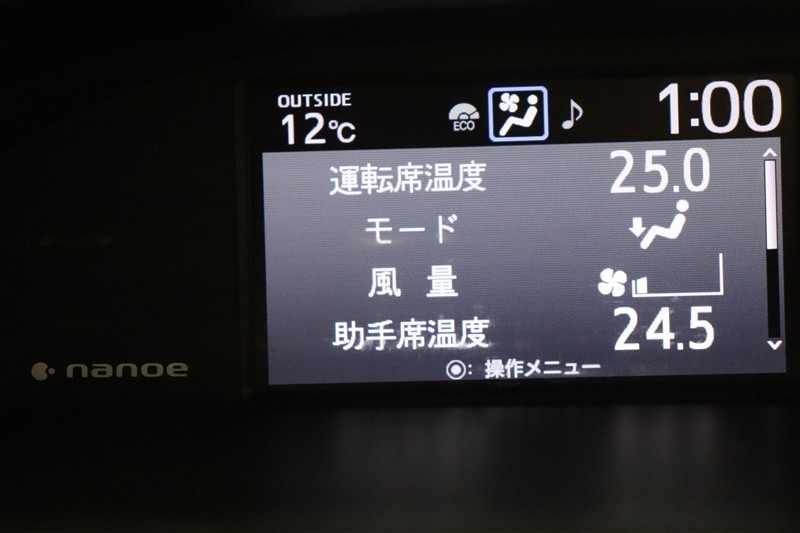 OUTSIDE
12℃
ECO
1:00
運転席温度 25.0
モード
風量
助手席温度 24.5
: 操作メニュー
nanoe